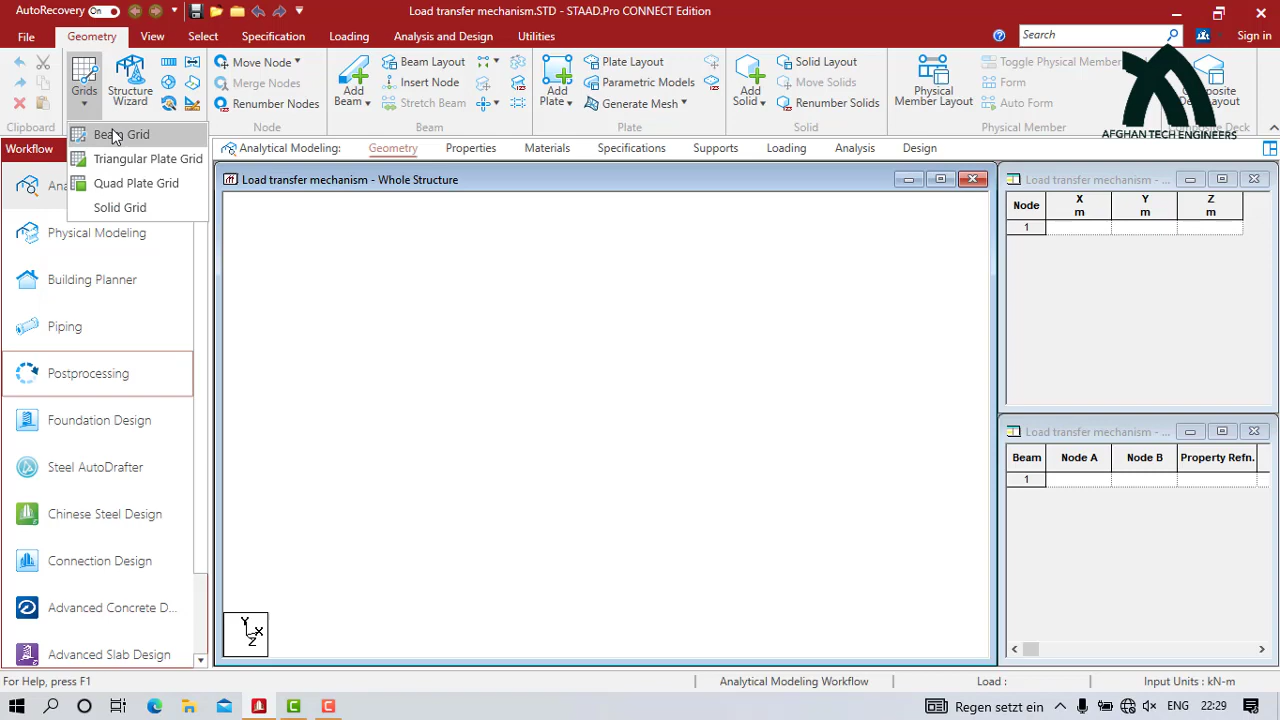 AutoRecovery OFF
Load transfer mechanism.STD - STAAD.Pro CONNECT Edition
File Geometry View Select Specification Loading Analysis and Design Utilities
Search
Sign in
Grids
Structure Wizard
Move Node
Merge Nodes
Renumber Nodes
Add Beam
Beam Layout
Insert Node
Stretch Beam
Add Plate
Plate Layout
Parametric Models
Generate Mesh
Add Solid
Solid Layout
Move Solids
Renumber Solids
Physical Member Layout
Toggle Physical Member
Form
Auto Form
AFGHAN TECH ENGINEERS
Clipboard Node Beam Plate Solid Physical Member
Beam Grid
Triangular Plate Grid
Quad Plate Grid
Solid Grid
Workflow
Analytical Modeling: Geometry Properties Materials Specifications Supports Loading Analysis Design
Physical Modeling
Building Planner
Piping
Postprocessing
Foundation Design
Steel AutoDrafter
Chinese Steel Design
Connection Design
Advanced Concrete D...
Advanced Slab Design
Load transfer mechanism - Whole Structure
Y
X
Z
Load transfer mechanism - ...
Node X m Y m Z m
1
Load transfer mechanism - ...
Beam Node A Node B Property Refn.
1
For Help, press F1
Analytical Modeling Workflow
Load :
Input Units : kN-m
Regen setzt ein
ENG
22:29